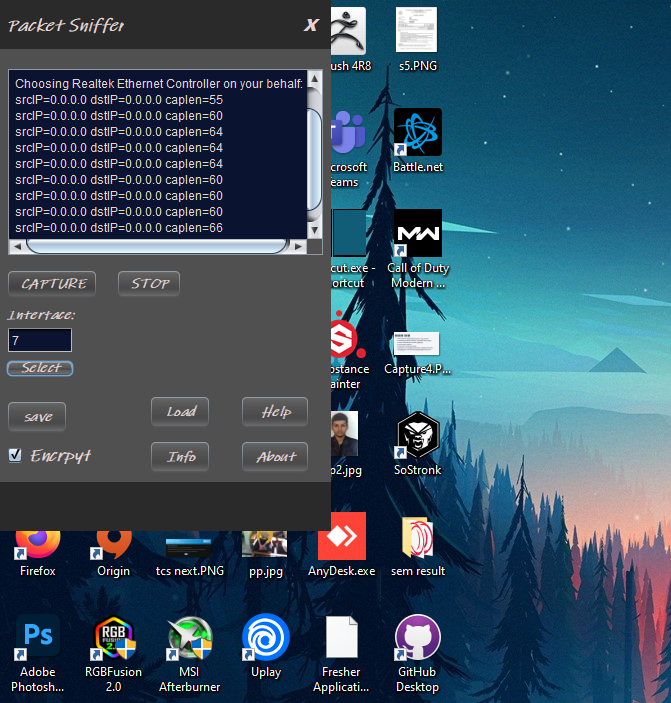 Packet Sniffer
X
Choosing Realtek Ethernet Controller on your behalf:
srcIP=0.0.0.0 dstIP=0.0.0.0 caplen=55
srcIP=0.0.0.0 dstIP=0.0.0.0 caplen=60
srcIP=0.0.0.0 dstIP=0.0.0.0 caplen=64
srcIP=0.0.0.0 dstIP=0.0.0.0 caplen=64
srcIP=0.0.0.0 dstIP=0.0.0.0 caplen=64
srcIP=0.0.0.0 dstIP=0.0.0.0 caplen=60
srcIP=0.0.0.0 dstIP=0.0.0.0 caplen=60
srcIP=0.0.0.0 dstIP=0.0.0.0 caplen=60
srcIP=0.0.0.0 dstIP=0.0.0.0 caplen=66
CAPTURE
STOP
Interface:
7
Select
save
Load
Help
Encrpyt
Info
About
ush 4R8
s5.PNG
icrosoft
eams
Battle.net
cut.exe -
ortcut
MW
Call of Duty
Modern ...
bstance
ainter
Capture4.P...
o2.jpg
SoStronk
Firefox
Origin
tcs next.PNG
pp.jpg
AnyDesk.exe
sem result
Ps
Adobe
Photosh...
RGB
RGBFusion
2.0
MSI
Afterburner
Uplay
Fresher
Applicati...
GitHub
Desktop